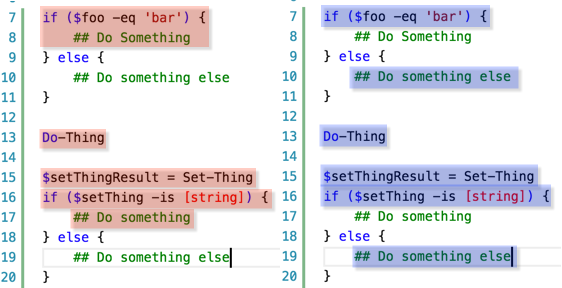 7 if ($foo -eq 'bar') {
8 ## Do Something
9 } else {
10 ## Do something else
11 }
12
13 Do-Thing
14
15 $setThingResult = Set-Thing
16 if ($setThing -is [string]) {
17 ## Do something
18 } else {
19 ## Do something else
20 }
7 if ($foo -eq 'bar') {
8 ## Do Something
9 } else {
10 ## Do something else
11 }
12
13 Do-Thing
14
15 $setThingResult = Set-Thing
16 if ($setThing -is [string]) {
17 ## Do something
18 } else {
19 ## Do something else
20 }